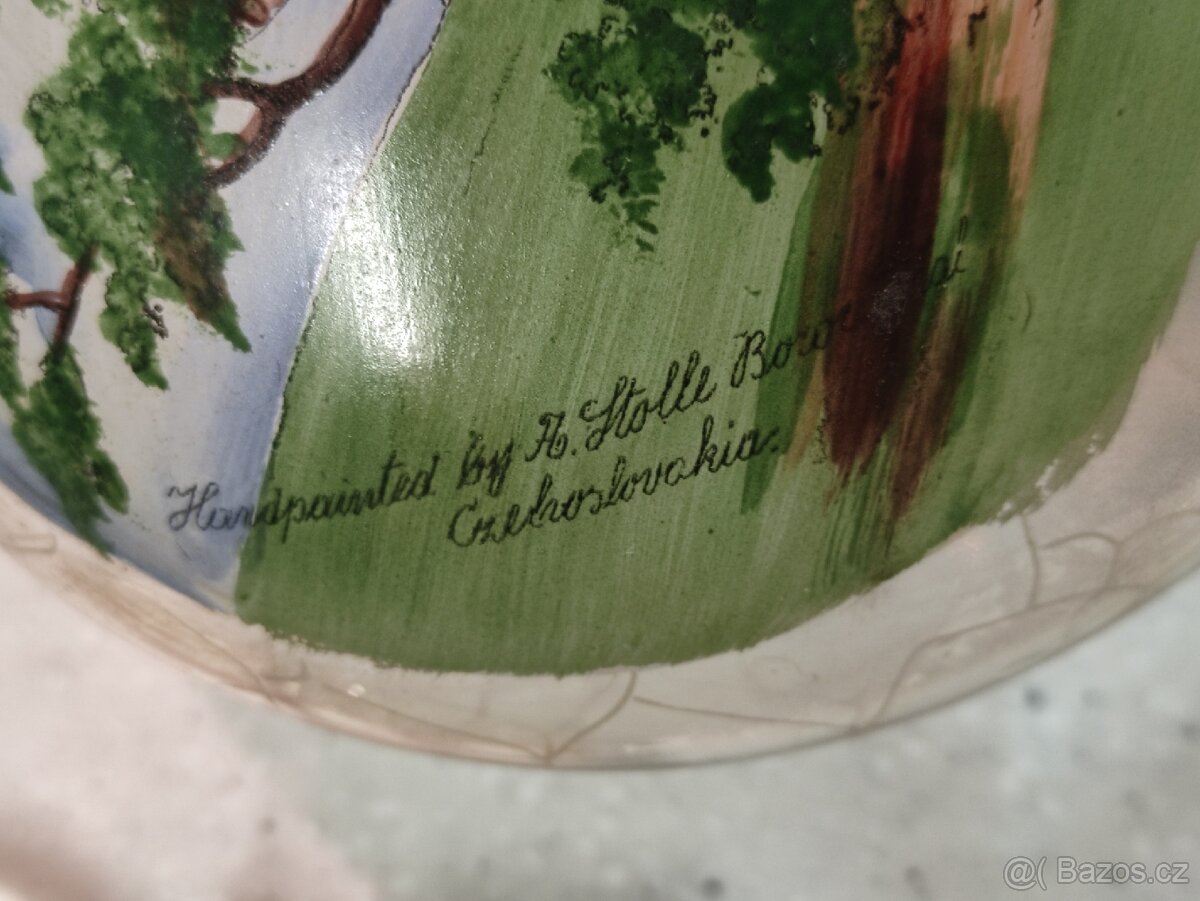 Handpainted by A. Stolle
Czechoslovakia.
@( Bazos.cz